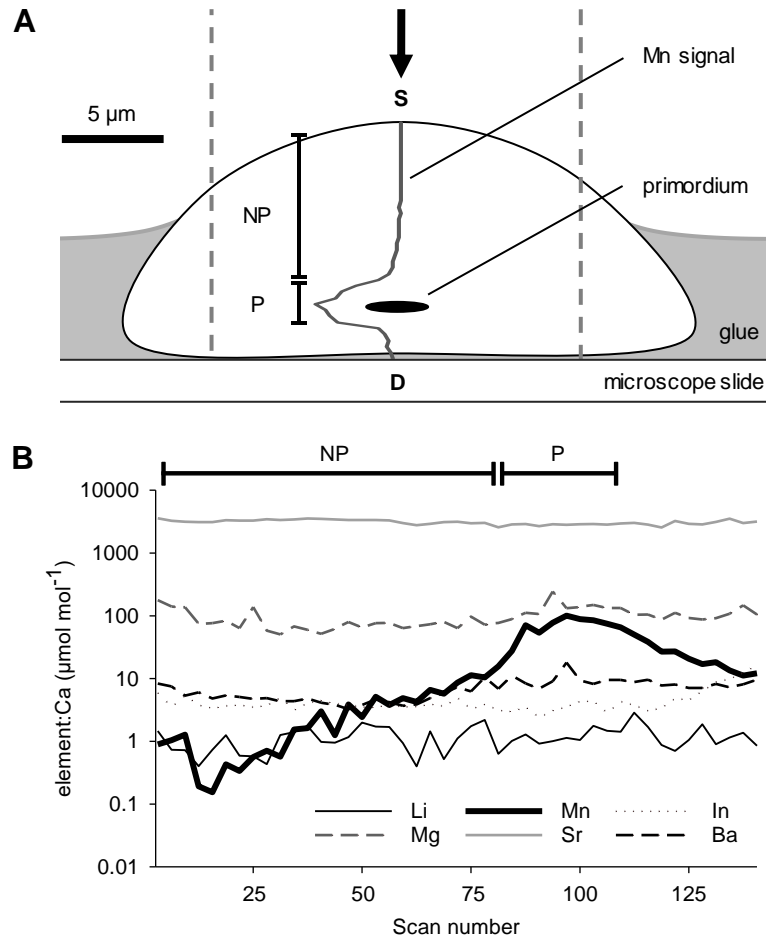 A
S
5 µm
Mn signal
NP
primordium
P
glue
D
microscope slide
B
NP
P
element:Ca (µmol mol⁻¹)
10000
1000
100
10
1
0.1
0.01
Li
Mn
In
Mg
Sr
Ba
25
50
75
100
125
Scan number